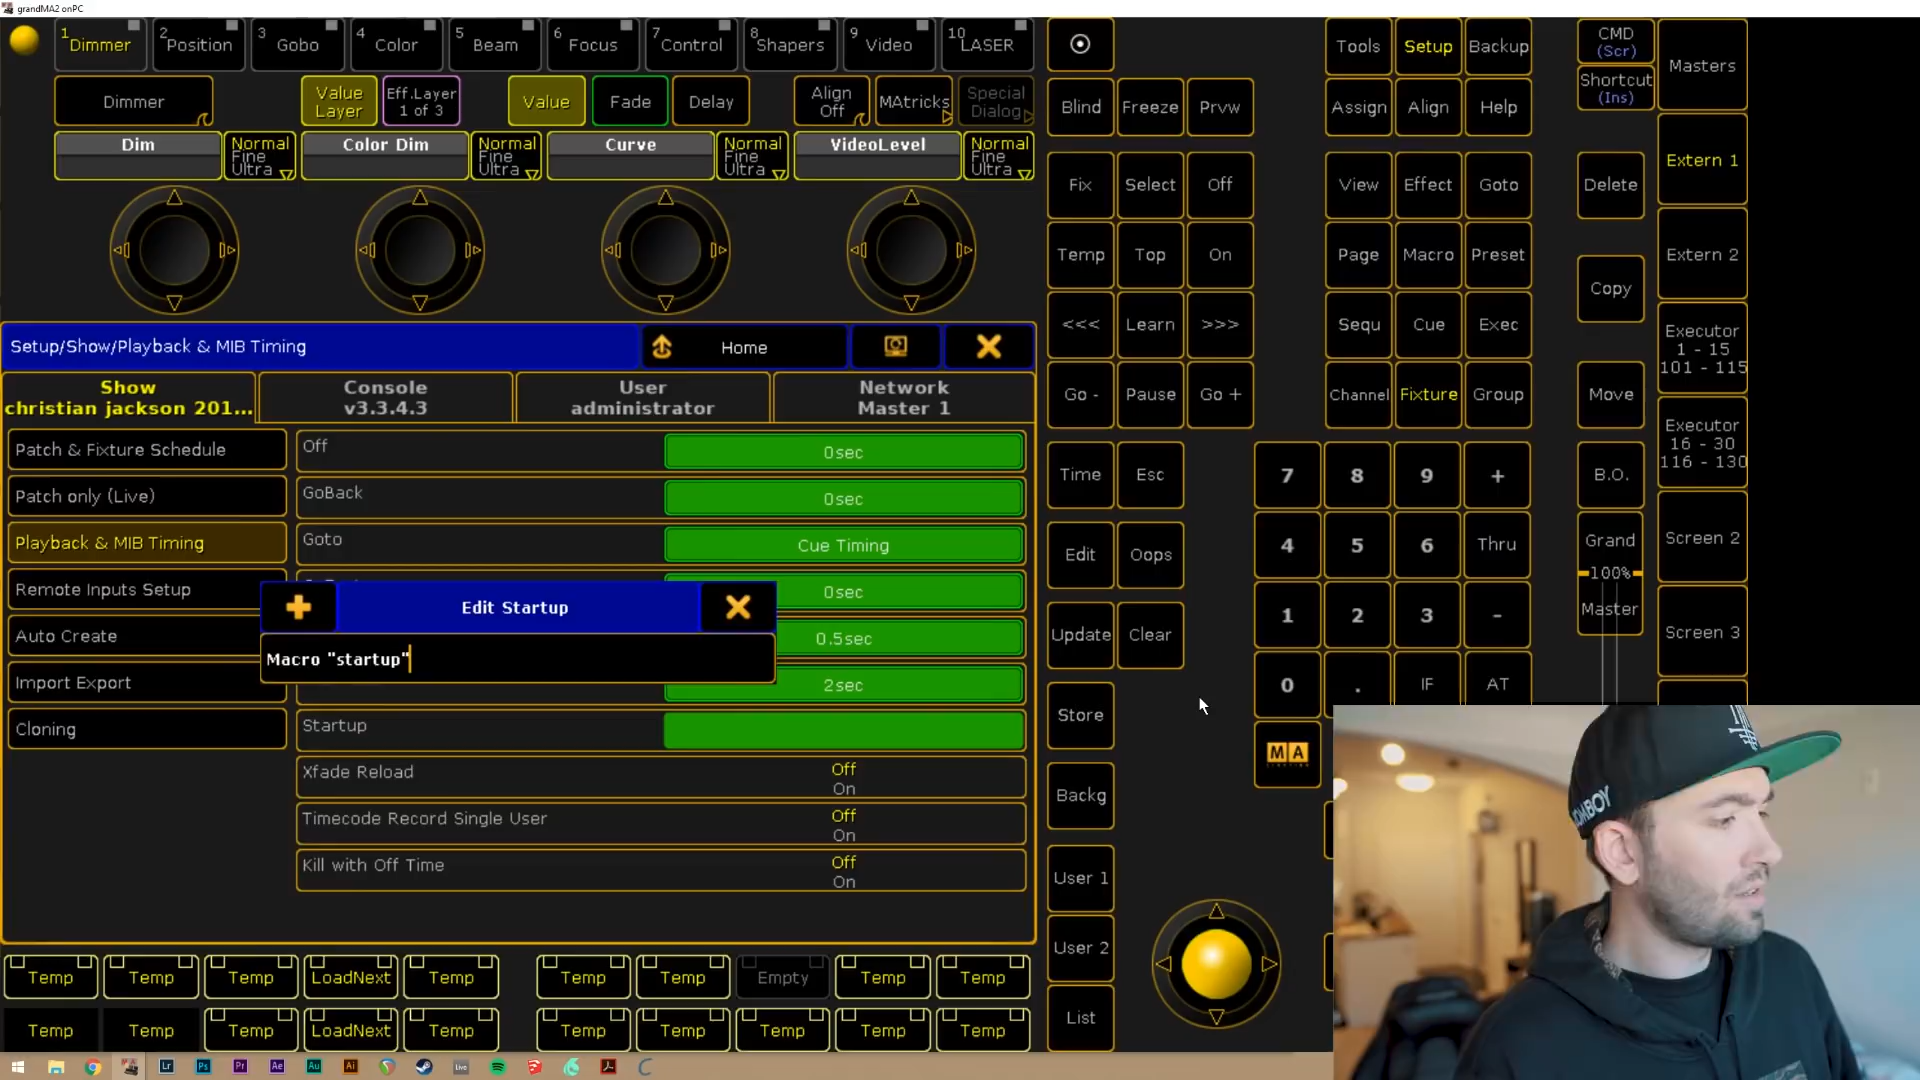 grandMA2 onPC
1 Dimmer
2 Position
3 Gobo
4 Color
5 Beam
6 Focus
7 Control
8 Shapers
9 Video
10 LASER
Dimmer
Value
Layer
Eff.Layer
1 of 3
Value
Fade
Delay
Align
Off
MAtricks
Special
Dialog
Dim
Normal
Fine
Ultra
Color Dim
Normal
Fine
Ultra
Curve
Normal
Fine
Ultra
VideoLevel
Normal
Fine
Ultra
Setup/Show/Playback & MIB Timing
Home
Show
christian jackson 201...
Console
v3.3.4.3
User
administrator
Network
Master 1
Patch & Fixture Schedule
Patch only (Live)
Playback & MIB Timing
Remote Inputs Setup
Auto Create
Import Export
Cloning
Off
0sec
GoBack
0sec
Goto
Cue Timing
0sec
0.5sec
2sec
Edit Startup
Macro "startup"
Startup
Xfade Reload
Off
On
Timecode Record Single User
Off
On
Kill with Off Time
Off
On
Temp Temp Temp LoadNext Temp Temp Temp Empty Temp Temp
Temp Temp Temp LoadNext Temp Temp Temp Temp Temp Temp
Blind Freeze Prvw
Fix Select Off
Temp Top On
<<< Learn >>>
Go - Pause Go +
Time Esc
Edit Oops
Update Clear
Store
Backg
User 1
User 2
List
Tools Setup Backup
Assign Align Help
View Effect Goto
Page Macro Preset
Sequ Cue Exec
Channel Fixture Group
7 8 9 +
4 5 6 Thru
1 2 3 -
0 . IF AT
MA
CMD
(Scr)
Shortcut
(Ins)
Delete
Copy
Move
B.O.
Grand
100%
Master
Masters
Extern 1
Extern 2
Executor
1 - 15
101 - 115
Executor
16 - 30
116 - 130
Screen 2
Screen 3
Lr Ps Pr Ae Au Ai
Live